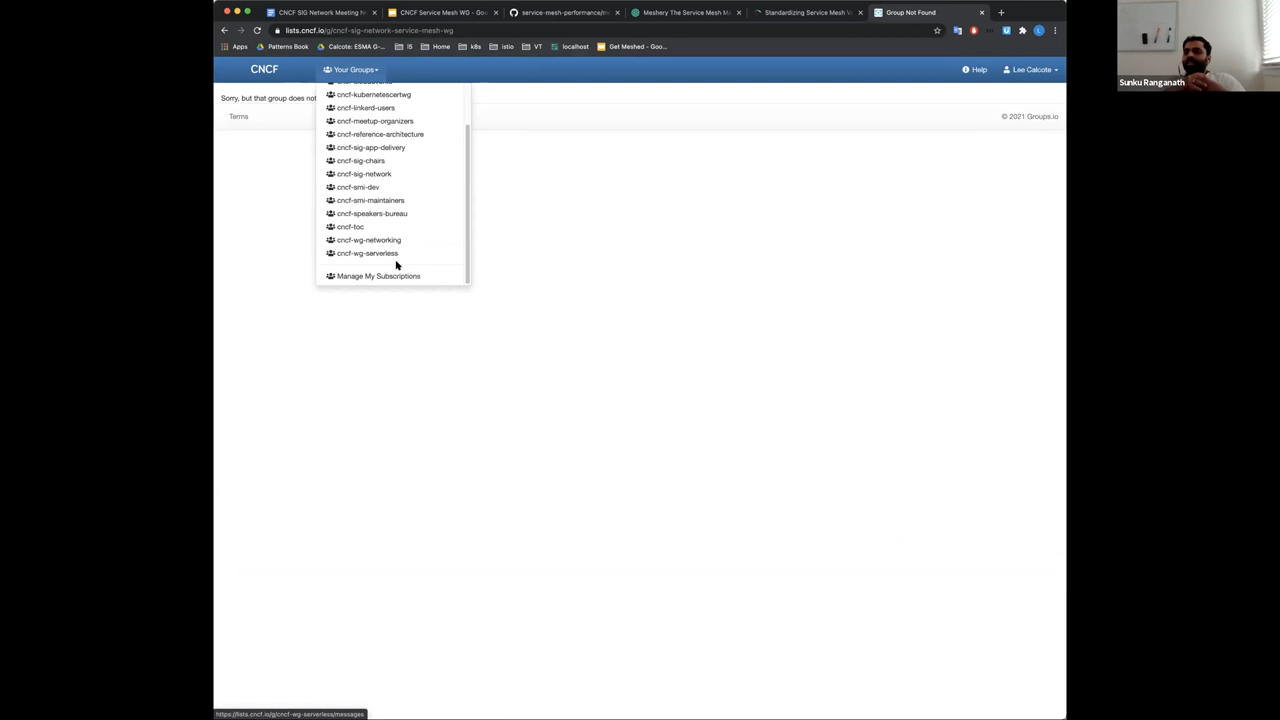 CNCF SIG Network Meeting N
CNCF Service Mesh WG - Goo
service-mesh-performance/m
Meshery The Service Mesh M
Standardizing Service Mesh V
Group Not Found
lists.cncf.io/g/cncf-sig-network-service-mesh-wg
Apps
Patterns Book
Calcote: ESMA G-...
l5
Home
k8s
istio
VT
localhost
Get Meshed - Goo...
CNCF
Your Groups
Help
Lee Calcote
Sorry, but that group does not
cncf-kubernetescertwg
cncf-linkerd-users
Terms
© 2021 Groups.io
cncf-meetup-organizers
cncf-reference-architecture
cncf-sig-app-delivery
cncf-sig-chairs
cncf-sig-network
cncf-smi-dev
cncf-smi-maintainers
cncf-speakers-bureau
cncf-toc
cncf-wg-networking
cncf-wg-serverless
Manage My Subscriptions
https://lists.cncf.io/g/cncf-wg-serverless/messages
Sunku Ranganath